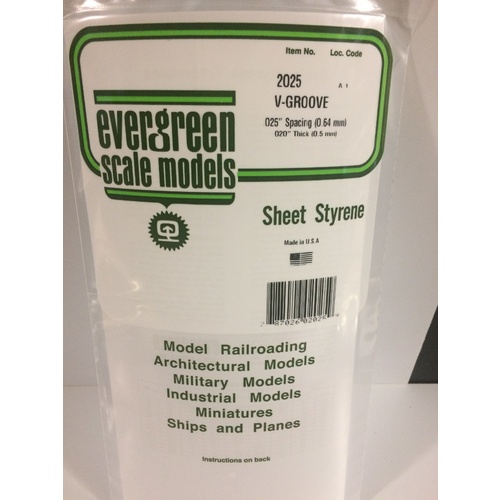 Item No. Loc. Code
2025 A 1
V-GROOVE
.025" Spacing (0.64 mm)
.020" Thick (0.5 mm)
evergreen
scale models
Sheet Styrene
Made in U.S.A
Model Railroading
Architectural Models
Military Models
Industrial Models
Miniatures
Ships and Planes
Instructions on back